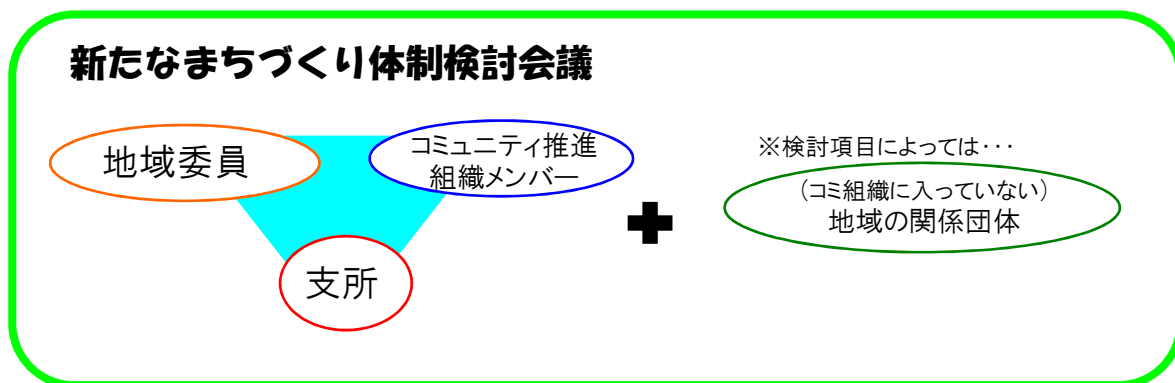 新たなまちづくり体制検討会議
地域委員
コミュニティ推進
組織メンバー
支所
※検討項目によっては・・・
(コミ組織に入っていない)
地域の関係団体